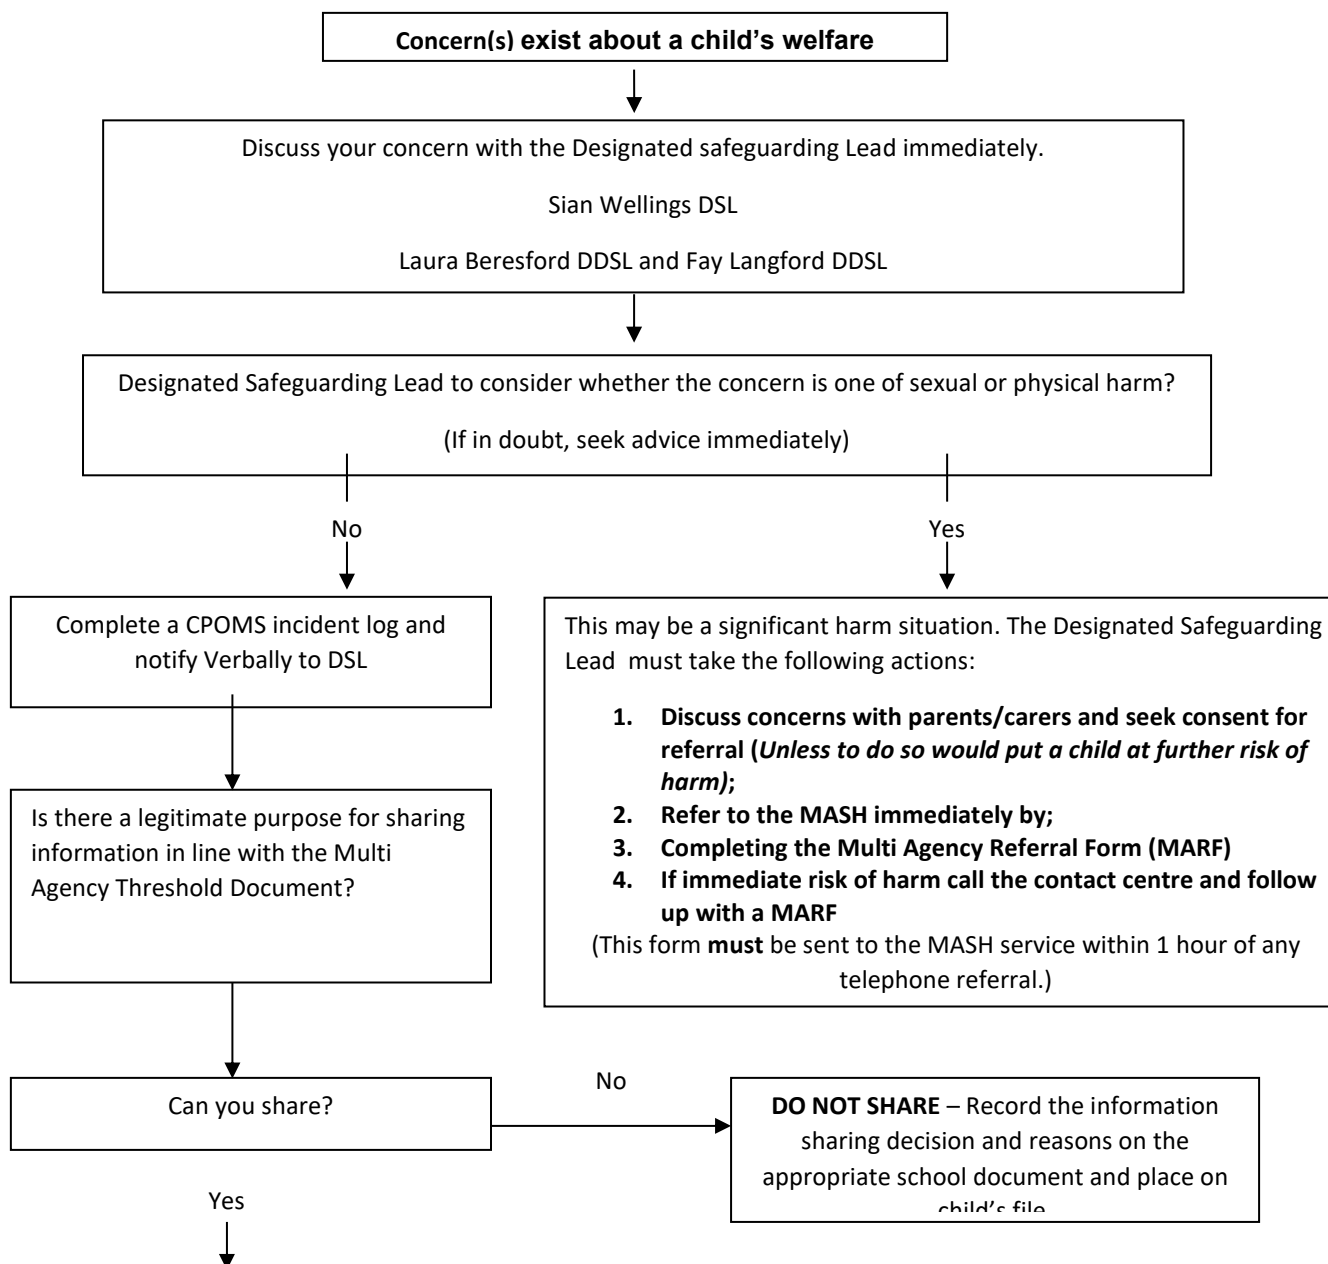 Concern(s) exist about a child's welfare
Discuss your concern with the Designated safeguarding Lead immediately.
Sian Wellings DSL
Laura Beresford DDSL and Fay Langford DDSL
Designated Safeguarding Lead to consider whether the concern is one of sexual or physical harm?
(If in doubt, seek advice immediately)
No
Yes
Complete a CPOMS incident log and
notify Verbally to DSL
This may be a significant harm situation. The Designated Safeguarding
Lead must take the following actions:
1. Discuss concerns with parents/carers and seek consent for
referral (Unless to do so would put a child at further risk of
harm);
2. Refer to the MASH immediately by;
3. Completing the Multi Agency Referral Form (MARF)
4. If immediate risk of harm call the contact centre and follow
up with a MARF
(This form must be sent to the MASH service within 1 hour of any
telephone referral.)
Is there a legitimate purpose for sharing
information in line with the Multi
Agency Threshold Document?
Can you share?
No
DO NOT SHARE – Record the information
sharing decision and reasons on the
appropriate school document and place on
child's file
Yes